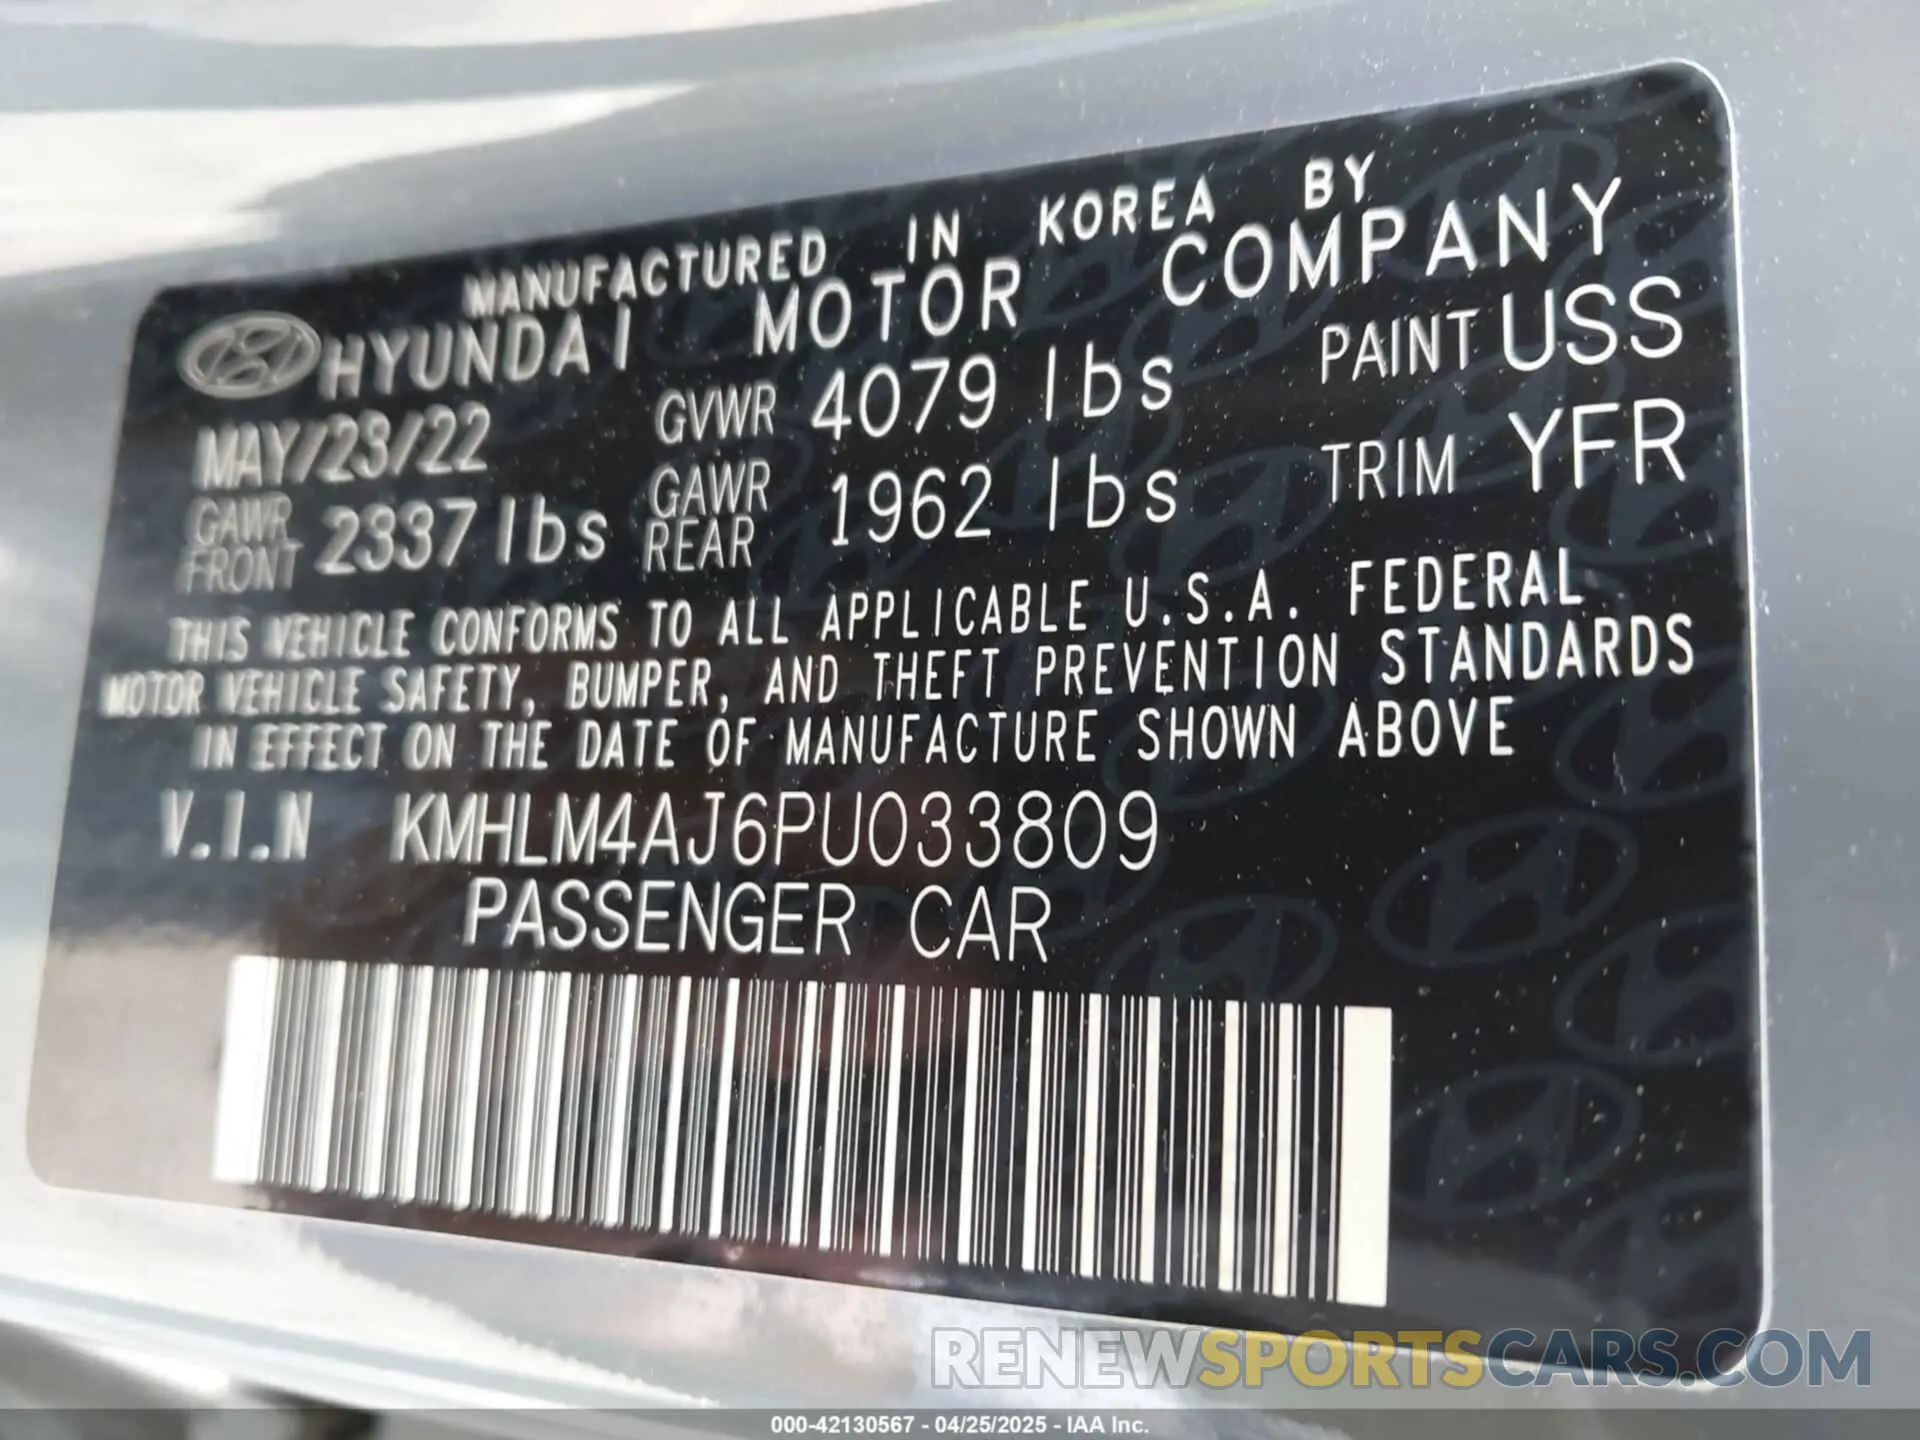 MANUFACTURED IN KOREA BY
HYUNDAI MOTOR COMPANY
MAY/23/22 GVWR 4079 lbs PAINT USS
GAWR FRONT 2337 lbs GAWR REAR 1962 lbs TRIM YFR
THIS VEHICLE CONFORMS TO ALL APPLICABLE U.S.A. FEDERAL
MOTOR VEHICLE SAFETY, BUMPER, AND THEFT PREVENTION STANDARDS
IN EFFECT ON THE DATE OF MANUFACTURE SHOWN ABOVE
V.I.N KMHLM4AJ6PU033809
PASSENGER CAR
RENEWSPORTSCARS.COM
000-42130567 - 04/25/2025 - IAA Inc.